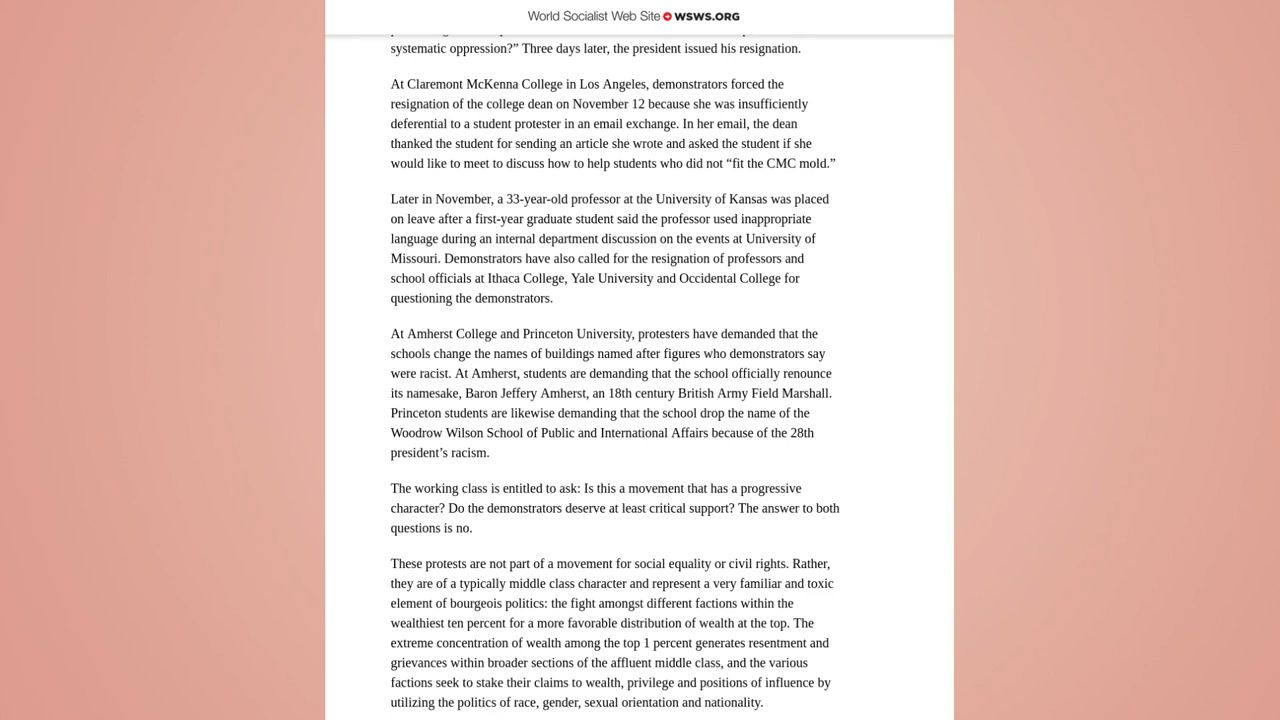 World Socialist Web Site WSWS.ORG
systematic oppression?” Three days later, the president issued his resignation.
At Claremont McKenna College in Los Angeles, demonstrators forced the
resignation of the college dean on November 12 because she was insufficiently
deferential to a student protester in an email exchange. In her email, the dean
thanked the student for sending an article she wrote and asked the student if she
would like to meet to discuss how to help students who did not “fit the CMC mold.”
Later in November, a 33-year-old professor at the University of Kansas was placed
on leave after a first-year graduate student said the professor used inappropriate
language during an internal department discussion on the events at University of
Missouri. Demonstrators have also called for the resignation of professors and
school officials at Ithaca College, Yale University and Occidental College for
questioning the demonstrators.
At Amherst College and Princeton University, protesters have demanded that the
schools change the names of buildings named after figures who demonstrators say
were racist. At Amherst, students are demanding that the school officially renounce
its namesake, Baron Jeffery Amherst, an 18th century British Army Field Marshall.
Princeton students are likewise demanding that the school drop the name of the
Woodrow Wilson School of Public and International Affairs because of the 28th
president’s racism.
The working class is entitled to ask: Is this a movement that has a progressive
character? Do the demonstrators deserve at least critical support? The answer to both
questions is no.
These protests are not part of a movement for social equality or civil rights. Rather,
they are of a typically middle class character and represent a very familiar and toxic
element of bourgeois politics: the fight amongst different factions within the
wealthiest ten percent for a more favorable distribution of wealth at the top. The
extreme concentration of wealth among the top 1 percent generates resentment and
grievances within broader sections of the affluent middle class, and the various
factions seek to stake their claims to wealth, privilege and positions of influence by
utilizing the politics of race, gender, sexual orientation and nationality.